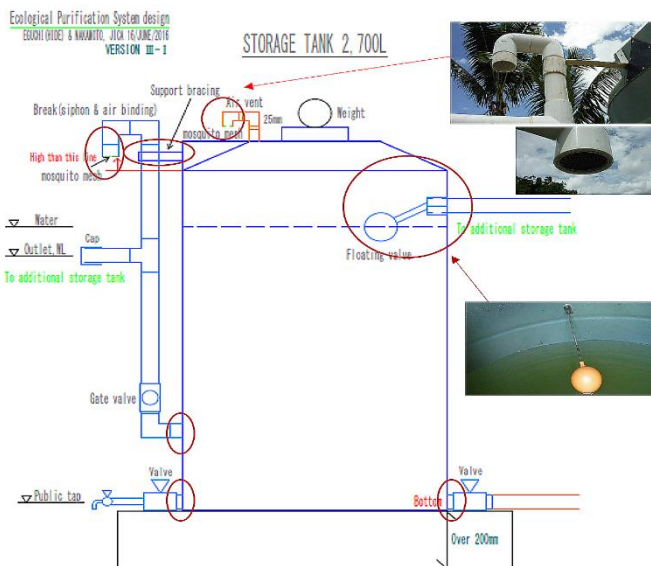 Ecological Purification System design
EGUCHI(HIDE) & NAKAMOTO, JICA 16/JUNE/2016
VERSION Ⅲ-Ⅰ
STORAGE TANK 2,700L
Support bracing
Break(siphon & air binding)
Air vent
25mm
Weight
mosquito mesh
High than this line
mosquito mesh
Water
Outlet,WL
Cap
To additional storage tank
To additional storage tank
Floating valve
Gate valve
Valve
Valve
Public tap
Bottom
Over 200mm